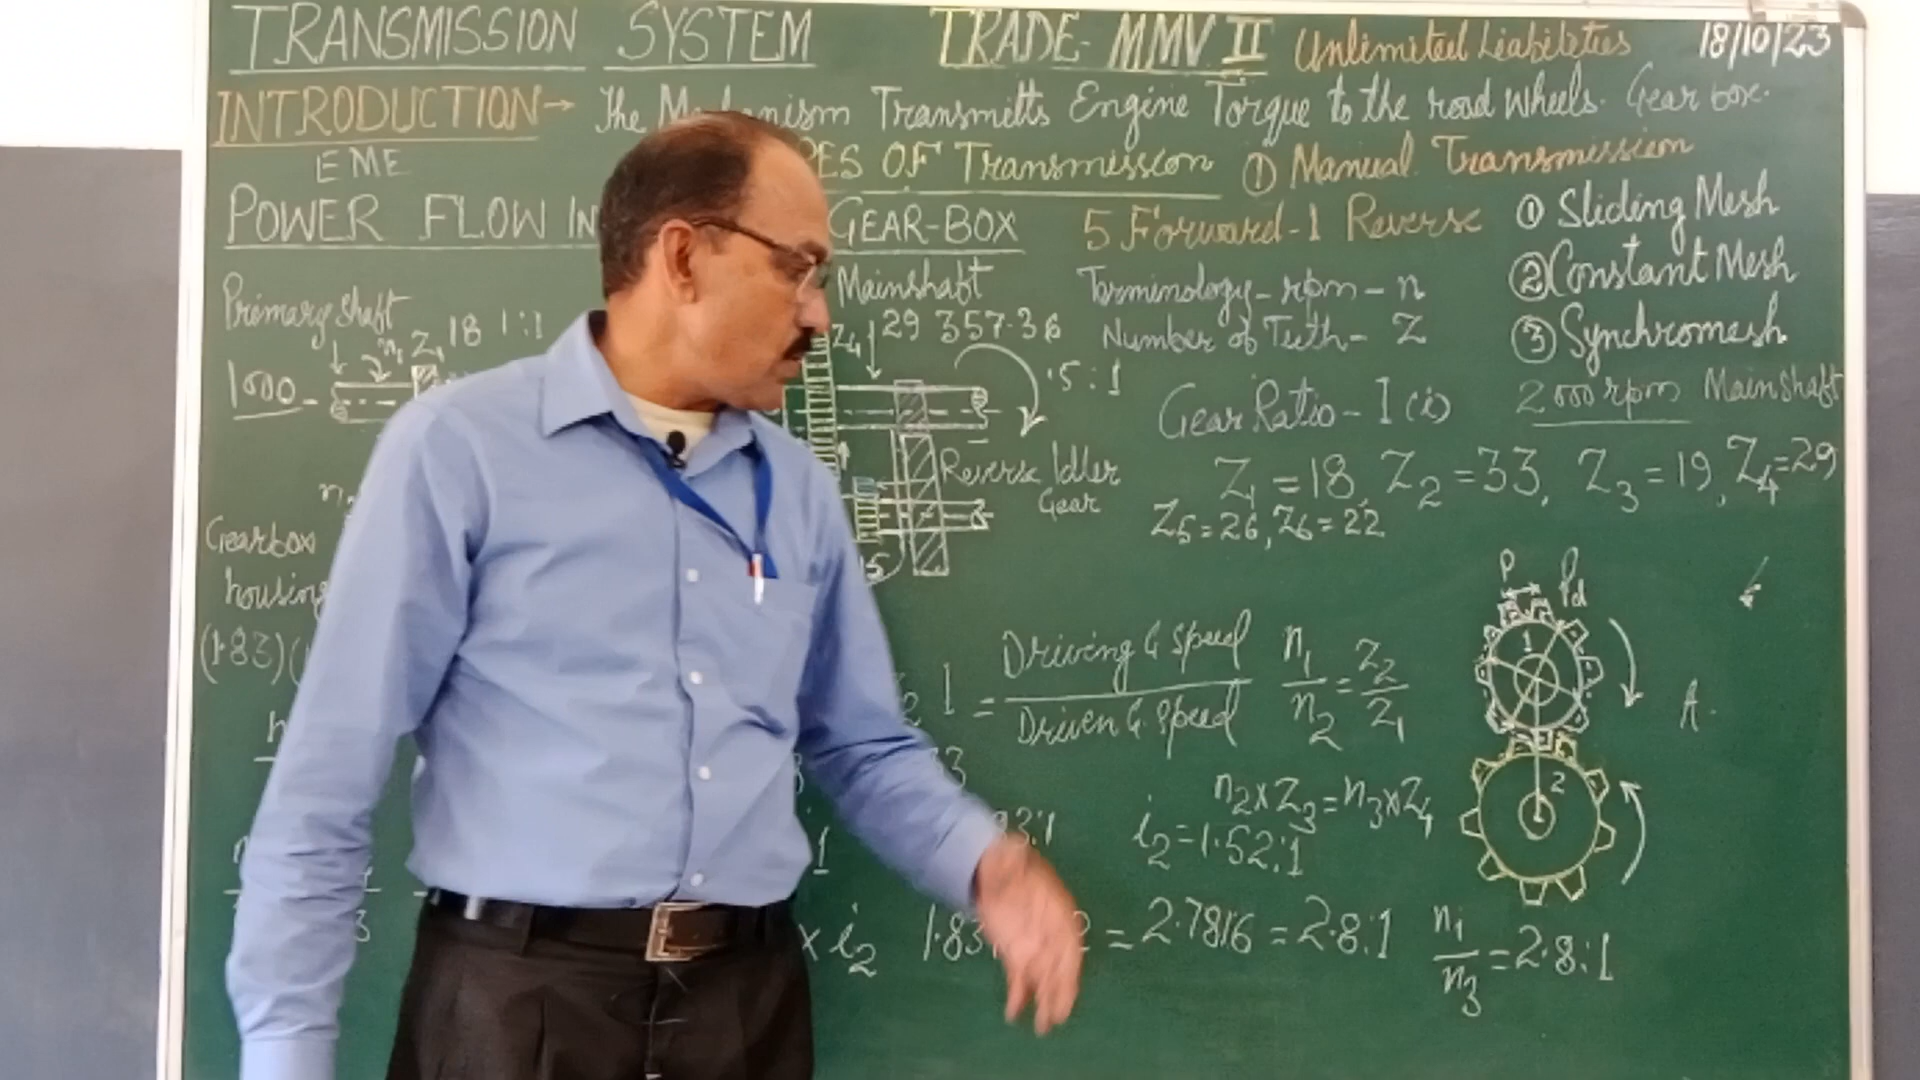 TRANSMISSION SYSTEM TRADE- MMV II Unlimited Liabilities 18/10/23
INTRODUCTION→ The Mechanism Transmitts Engine Torque to the road wheels. Gear box.
EME OF Transmission ① Manual Transmission
POWER FLOW IN GEAR-BOX 5 Forward-1 Reverse
① Sliding Mesh
② Constant Mesh
③ Synchromesh
Primary shaft Mainshaft Terminology-rpm-n
Z1 18 1:1 Z4 29 357.36 Number of Teeth- Z
n1
1000 .5:1 Gear Ratio-I(i) 2000 rpm Mainshaft
Reverse Idler
Gear
Z1=18, Z2=33, Z3=19, Z4=29
Z5=26, Z6=22
Gearbox
housing
P Pd
1
(1.83)
1 = Driving G Speed n1 = Z2
Driven G Speed n2 Z1
A.
n2xZ3=n3xZ4 2
i2=1.52:1
x i2 = 2.7816=2.8:1 n1 =2.8:1
n3